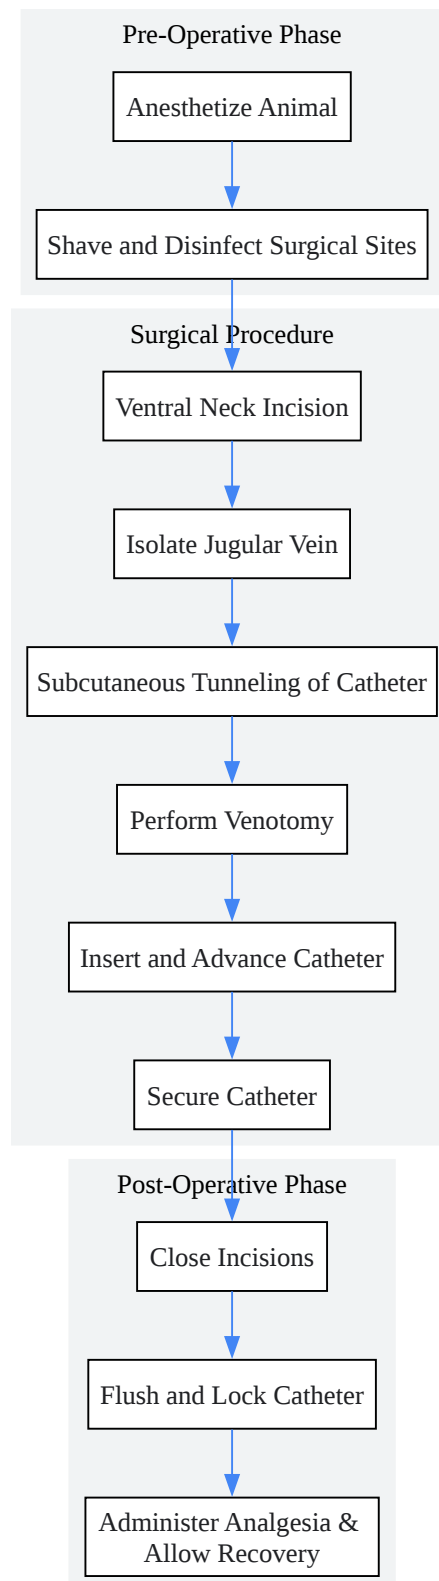 Pre-Operative Phase
Anesthetize Animal
Shave and Disinfect Surgical Sites
Surgical Procedure
Ventral Neck Incision
Isolate Jugular Vein
Subcutaneous Tunneling of Catheter
Perform Venotomy
Insert and Advance Catheter
Secure Catheter
Post-Operative Phase
Close Incisions
Flush and Lock Catheter
Administer Analgesia &
Allow Recovery